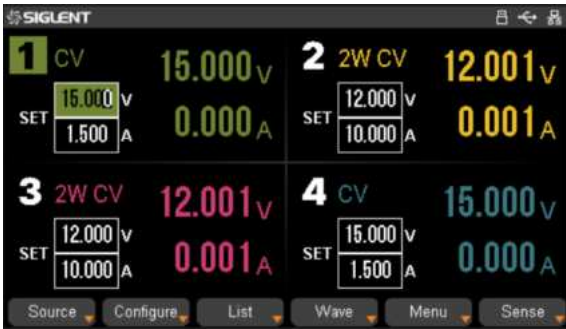 SIGLENT
1 CV 15.000 V
SET 15.000 V
1.500 A 0.000 A
2 2W CV 12.001 V
SET 12.000 V
10.000 A 0.001 A
3 2W CV 12.001 V
SET 12.000 V
10.000 A 0.001 A
4 CV 15.000 V
SET 15.000 V
1.500 A 0.000 A
Source Configure List Wave Menu Sense